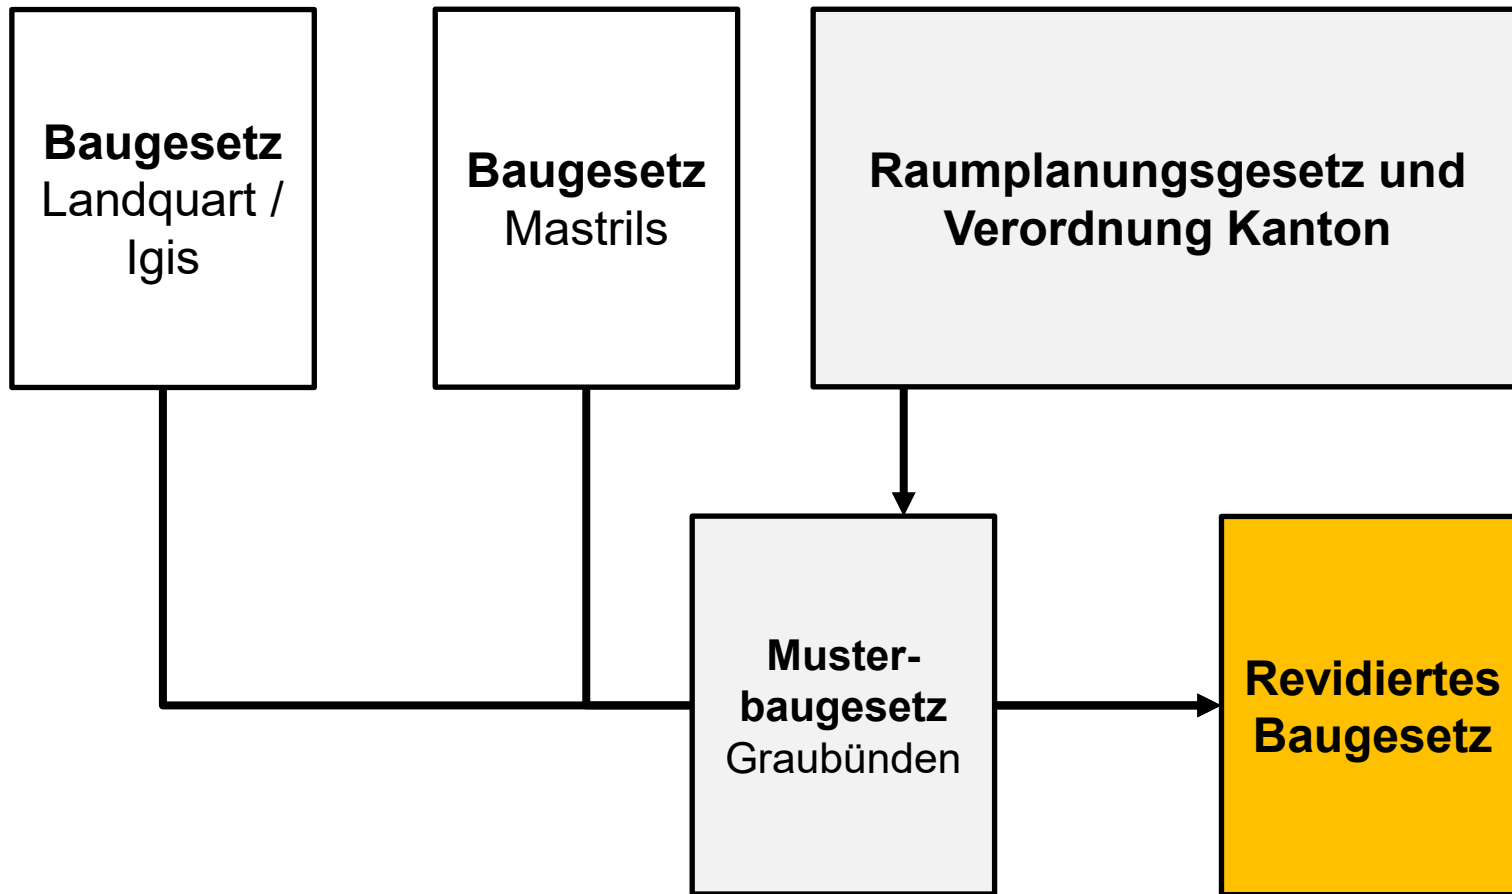 Baugesetz
Landquart /
Igis
Baugesetz
Mastrils
Raumplanungsgesetz und
Verordnung Kanton
Muster-
baugesetz
Graubünden
Revidiertes
Baugesetz